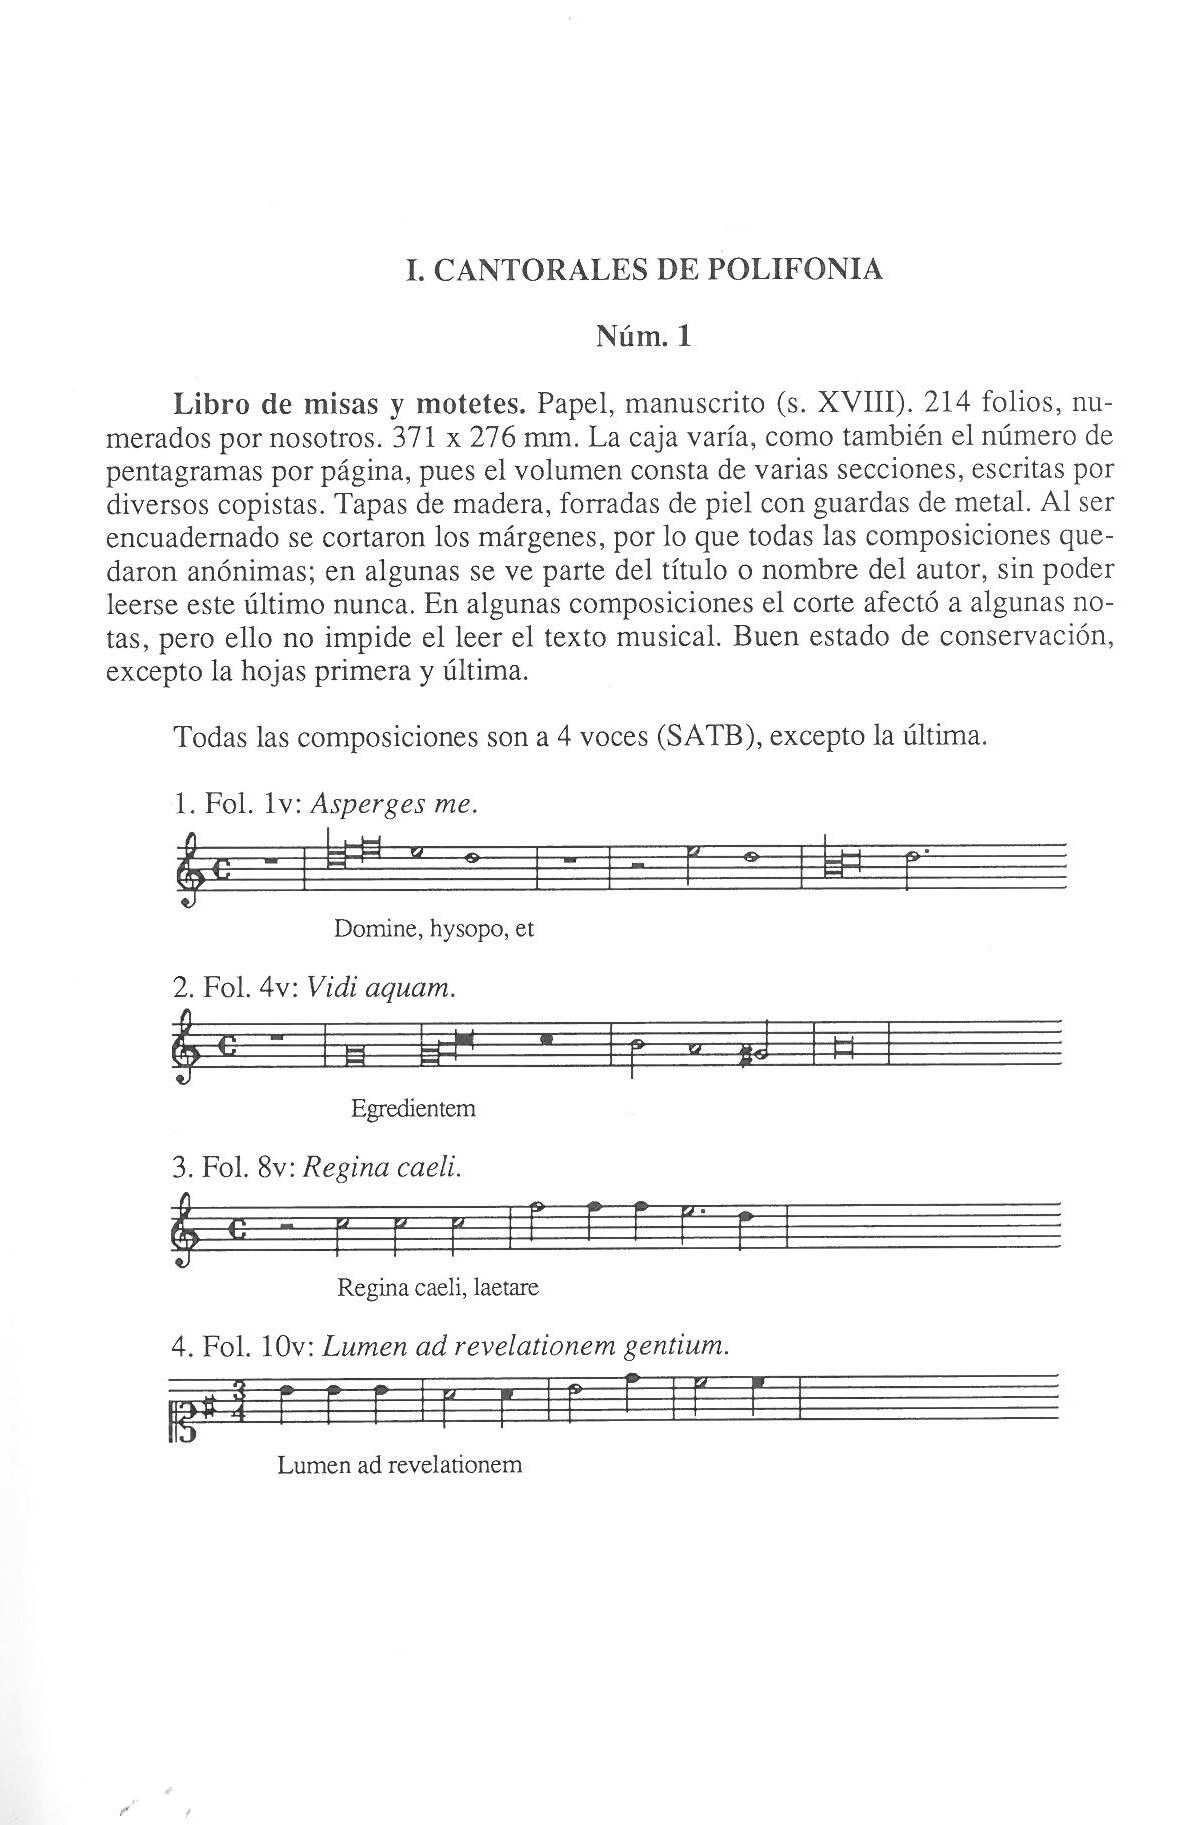 I. CANTORALES DE POLIFONIA
Núm. 1
Libro de misas y motetes. Papel, manuscrito (s. XVIII). 214 folios, nu-
merados por nosotros. 371 x 276 mm. La caja varía, como también el número de
pentagramas por página, pues el volumen consta de varias secciones, escritas por
diversos copistas. Tapas de madera, forradas de piel con guardas de metal. Al ser
encuadernado se cortaron los márgenes, por lo que todas las composiciones que-
daron anónimas; en algunas se ve parte del título o nombre del autor, sin poder
leerse este último nunca. En algunas composiciones el corte afectó a algunas no-
tas, pero ello no impide el leer el texto musical. Buen estado de conservación,
excepto la hojas primera y última.
Todas las composiciones son a 4 voces (SATB), excepto la última.
1. Fol. 1v: Asperges me.
Domine, hysopo, et
2. Fol. 4v: Vidi aquam.
Egredientem
3. Fol. 8v: Regina caeli.
Regina caeli, laetare
4. Fol. 10v: Lumen ad revelationem gentium.
3
4
Lumen ad revelationem